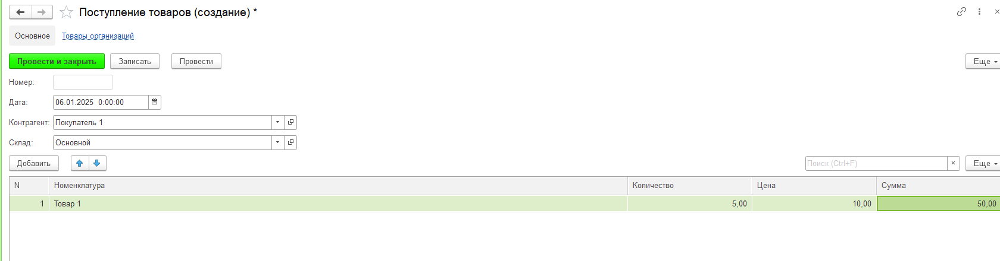 Поступление товаров (создание) *
Основное Товары организаций
Провести и закрыть Записать Провести Еще
Номер:
Дата: 06.01.2025 0:00:00
Контрагент: Покупатель 1
Склад: Основной
Добавить Поиск (Ctrl+F) × Еще
N Номенклатура Количество Цена Сумма
1 Товар 1 5,00 10,00 50,00